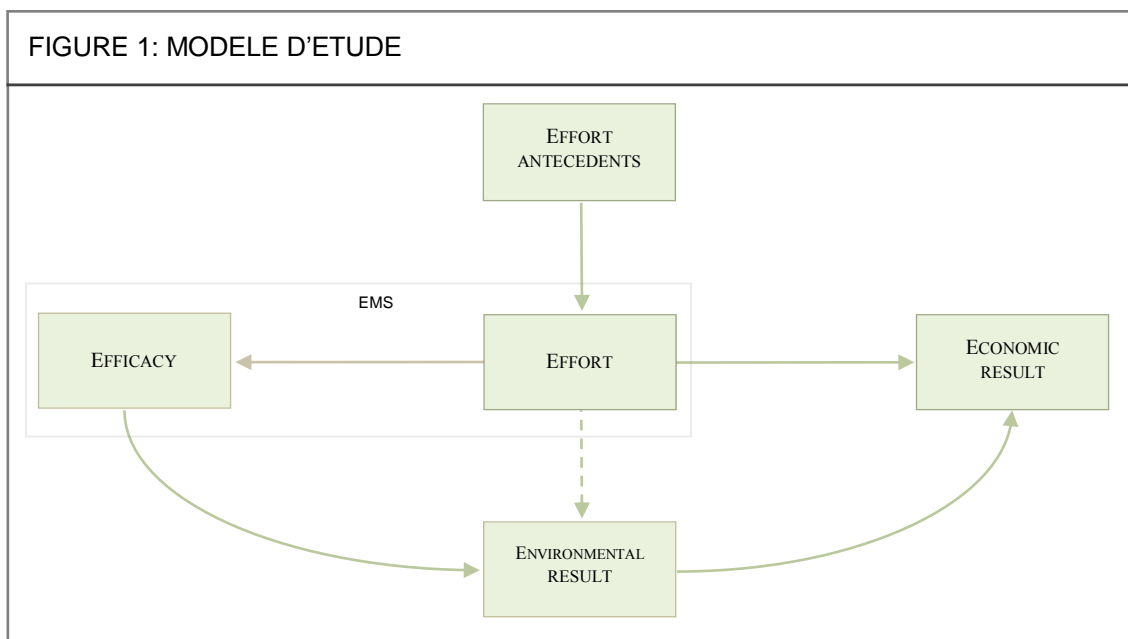 FIGURE 1: MODELE D’ETUDE
EFFORT
ANTECEDENTS
EMS
EFFICACY
EFFORT
ECONOMIC
RESULT
ENVIRONMENTAL
RESULT